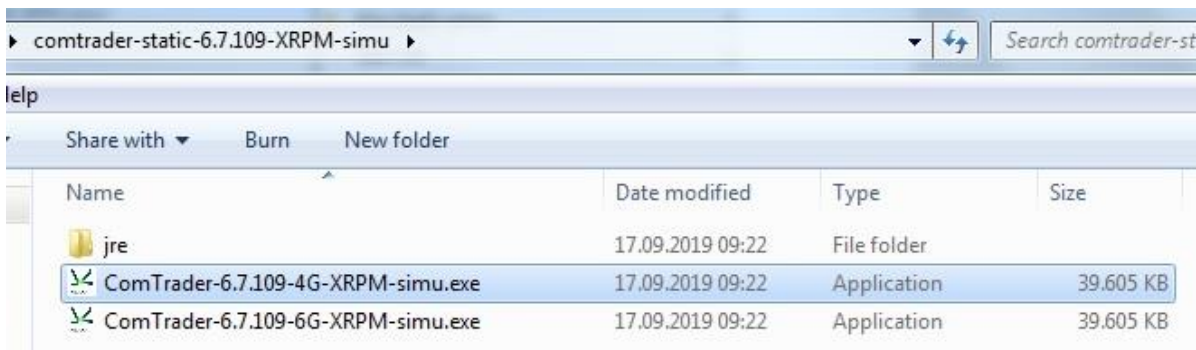 comtrader-static-6.7.109-XRPM-simu Search comtrader-st
Help
Share with Burn New folder
Name Date modified Type Size
jre 17.09.2019 09:22 File folder
ComTrader-6.7.109-4G-XRPM-simu.exe 17.09.2019 09:22 Application 39.605 KB
ComTrader-6.7.109-6G-XRPM-simu.exe 17.09.2019 09:22 Application 39.605 KB